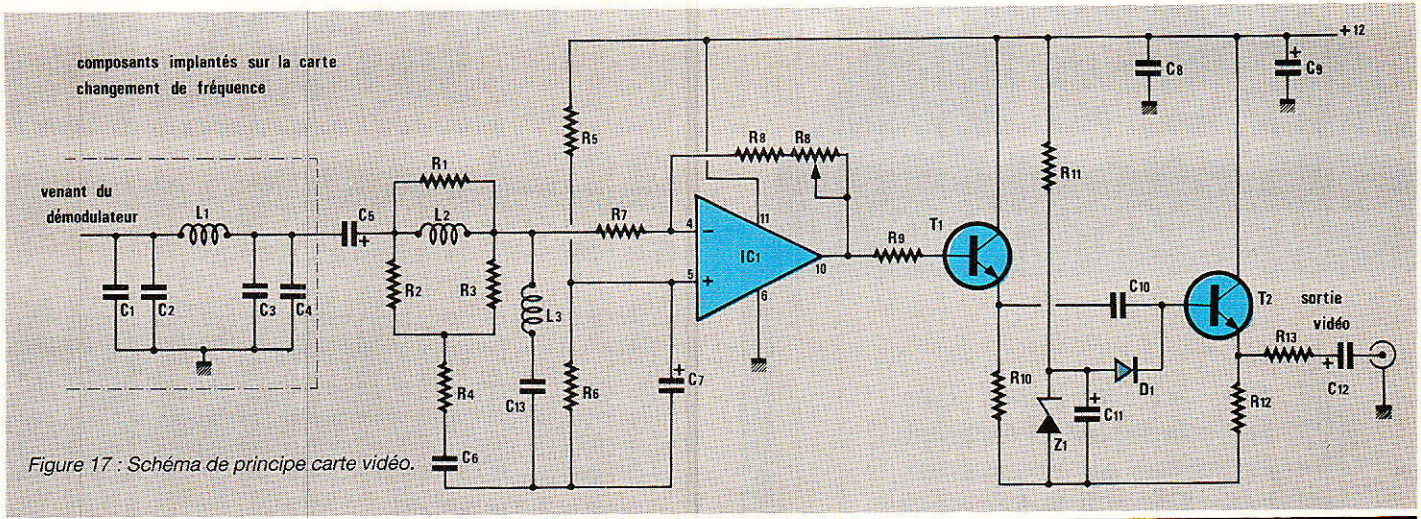 composants implantés sur la carte
changement de fréquence
venant du
démodulateur
L1
C1
C2
C3
C4
C5
R1
L2
R2
R3
R4
C6
L3
C13
R5
R6
R7
C7
R8
R8
4
–
5
+
11
IC1
6
10
R9
T1
R10
C10
R11
Z1
C11
+
D1
C8
C9
+
+12
T2
R12
R13
sortie
vidéo
C12
+
+
+
Figure 17 : Schéma de principe carte vidéo.